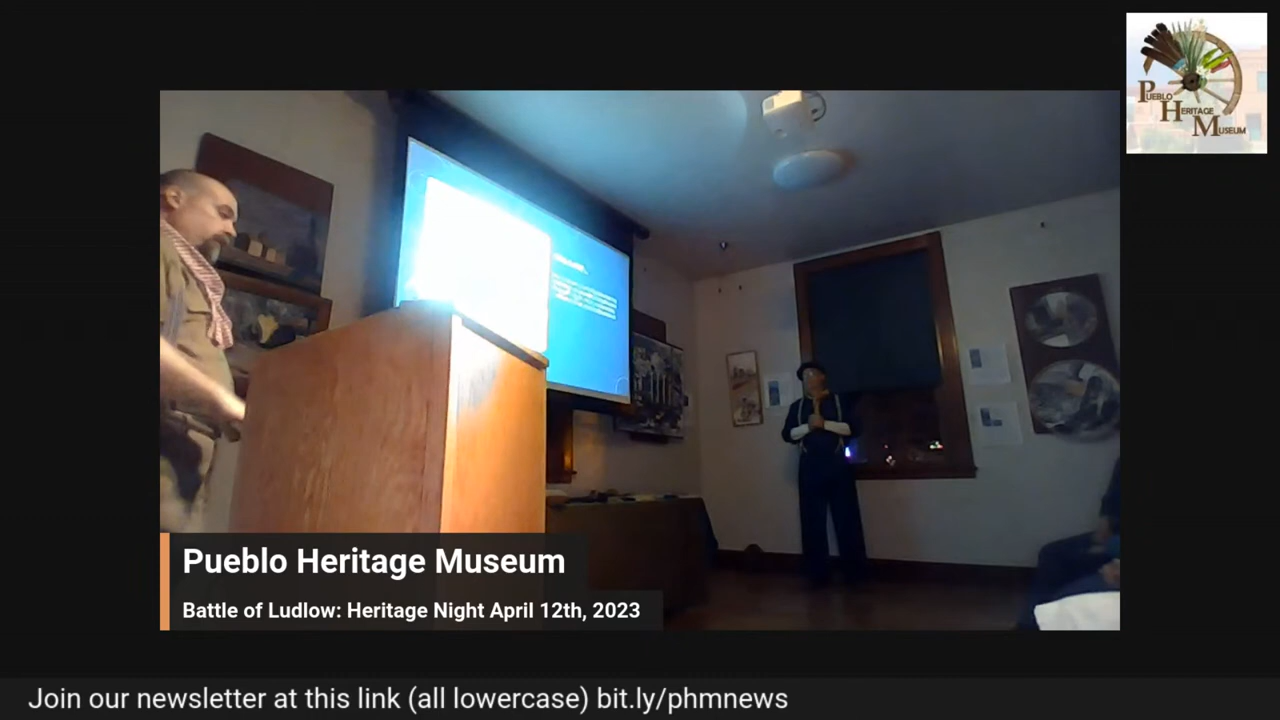 PUEBLO
HERITAGE
MUSEUM
Pueblo Heritage Museum
Battle of Ludlow: Heritage Night April 12th, 2023
Join our newsletter at this link (all lowercase) bit.ly/phmnews